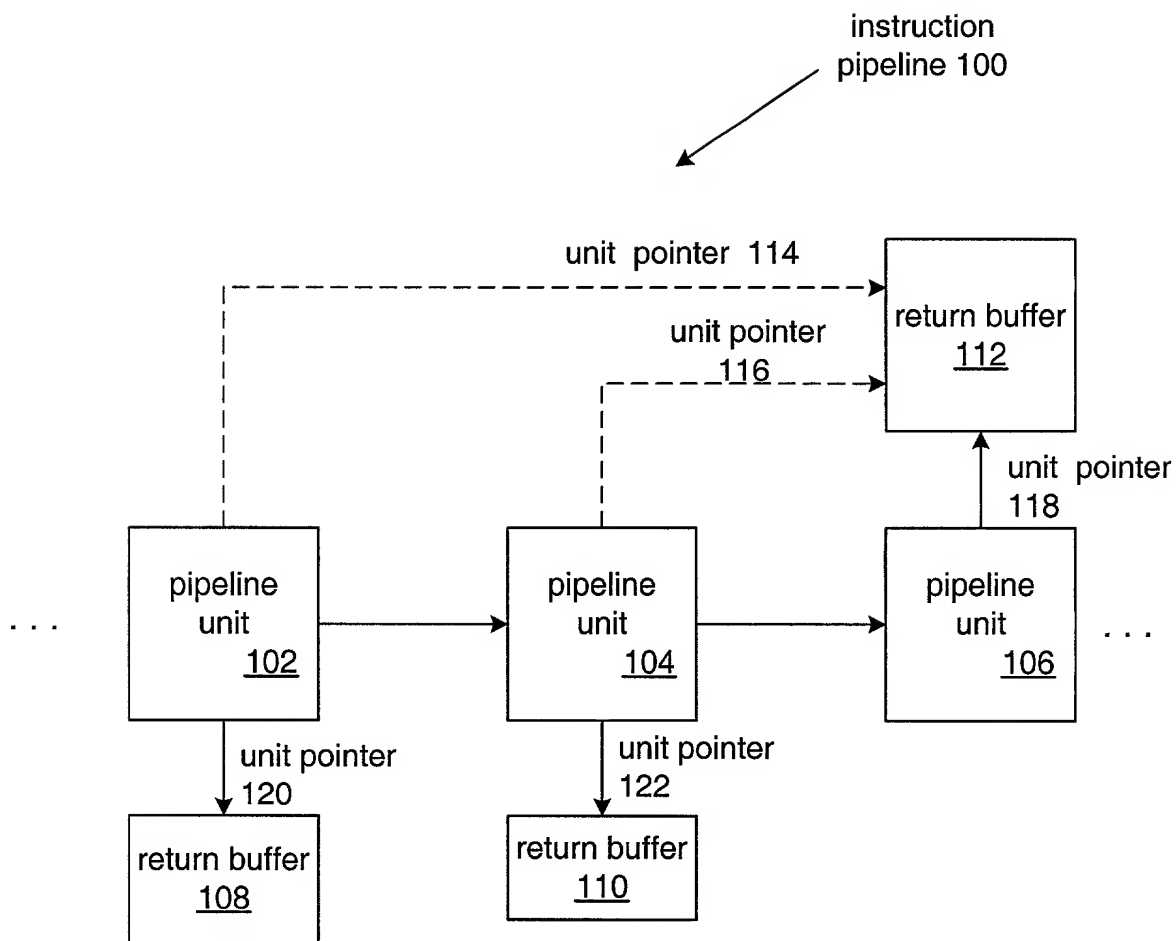 instruction
pipeline 100
unit pointer 114
unit pointer
116
return buffer
112
unit pointer
118
pipeline
unit
102
pipeline
unit
104
pipeline
unit
106
. . .
. . .
unit pointer
120
unit pointer
122
return buffer
108
return buffer
110